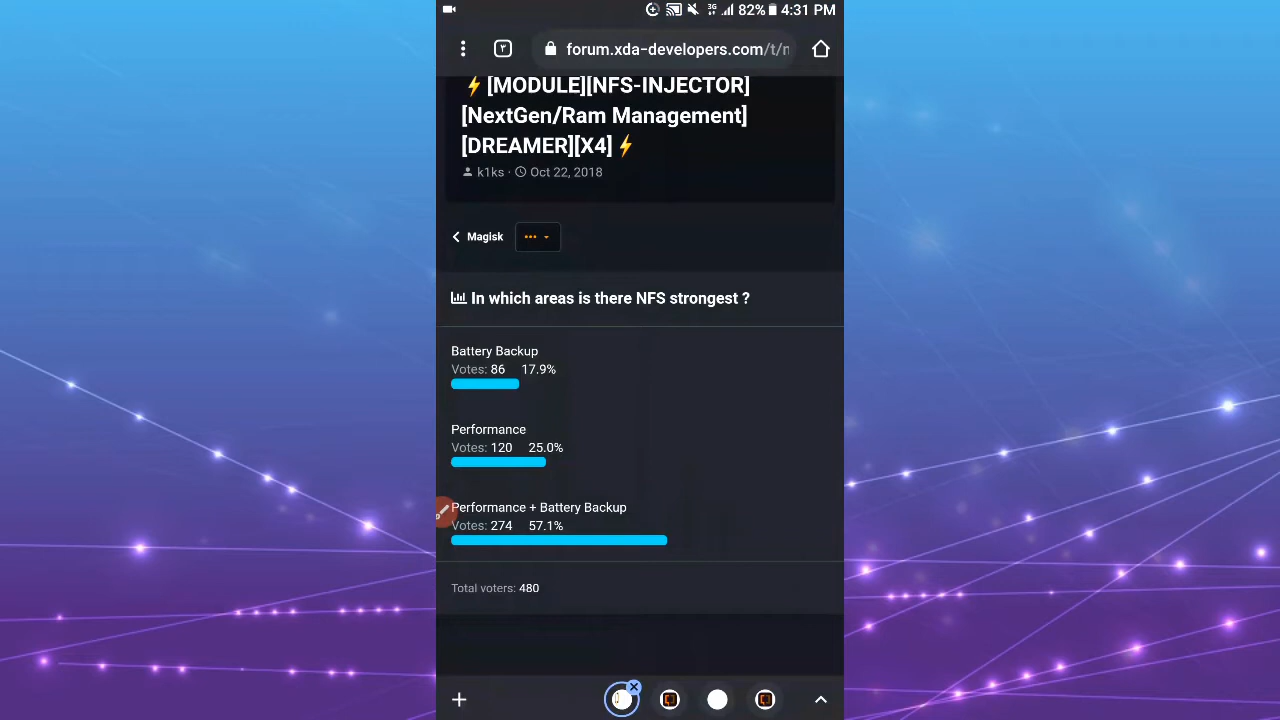 3G 82% 4:31 PM
٣ forum.xda-developers.com/t/n
⚡[MODULE][NFS-INJECTOR]
[NextGen/Ram Management]
[DREAMER][X4]⚡
k1ks · Oct 22, 2018
Magisk
In which areas is there NFS strongest ?
Battery Backup
Votes: 86 17.9%
Performance
Votes: 120 25.0%
Performance + Battery Backup
Votes: 274 57.1%
Total voters: 480